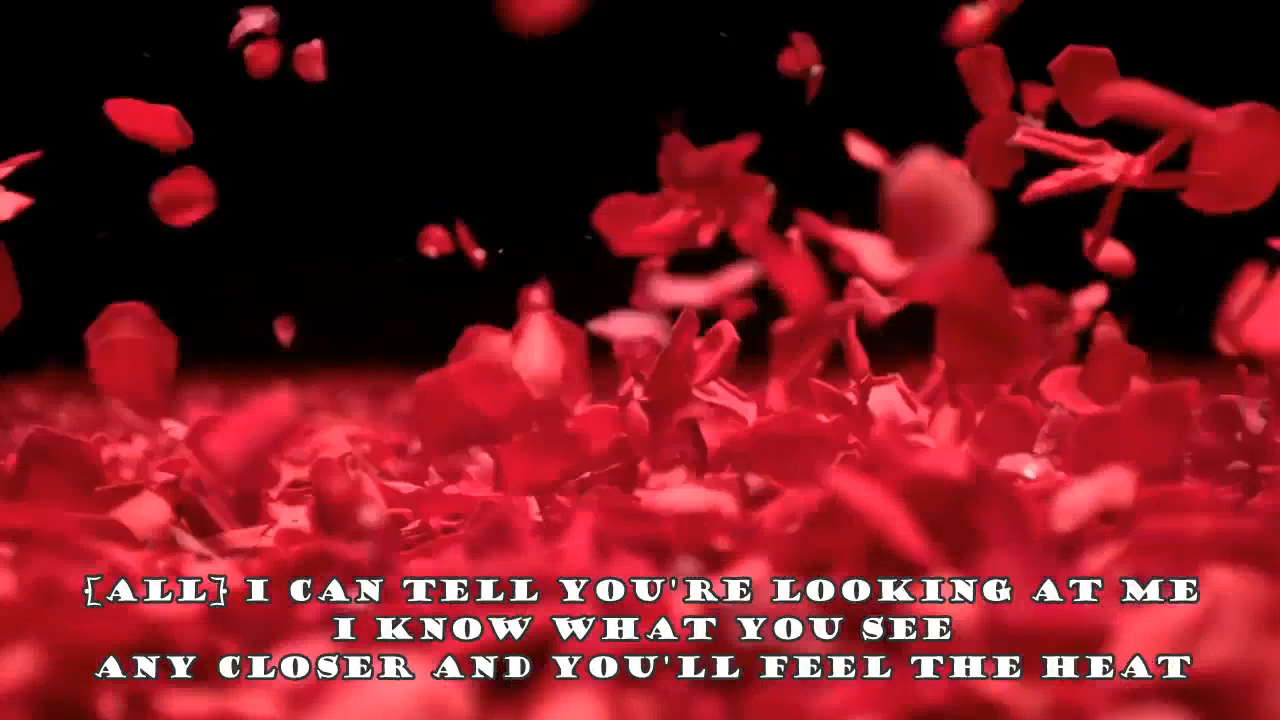 {ALL} I CAN TELL YOU'RE LOOKING AT ME
I KNOW WHAT YOU SEE
ANY CLOSER AND YOU'LL FEEL THE HEAT